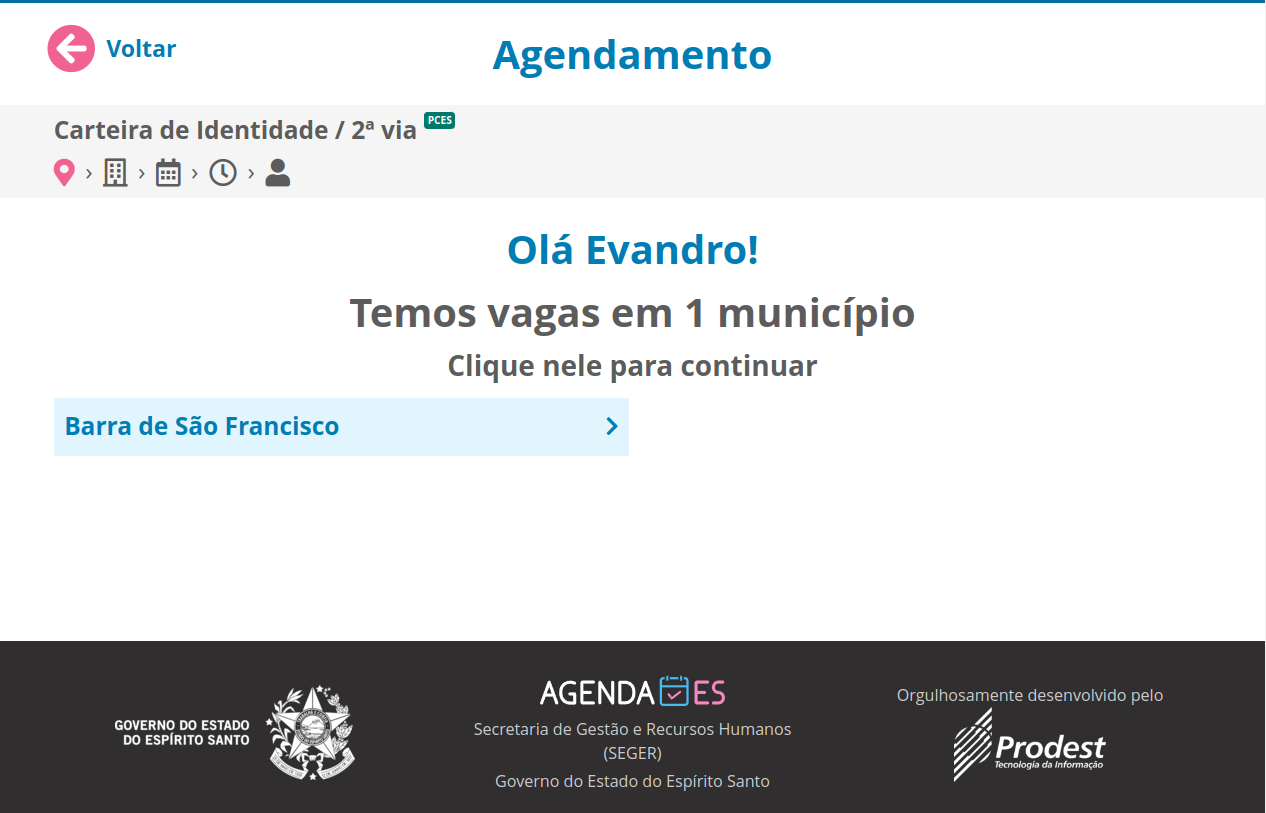 Voltar
Agendamento
Carteira de Identidade / 2ª via PCES
Olá Evandro!
Temos vagas em 1 município
Clique nele para continuar
Barra de São Francisco
GOVERNO DO ESTADO
DO ESPÍRITO SANTO
AGENDA ES
Secretaria de Gestão e Recursos Humanos
(SEGER)
Governo do Estado do Espírito Santo
Orgulhosamente desenvolvido pelo
Prodest
Tecnologia da Informação